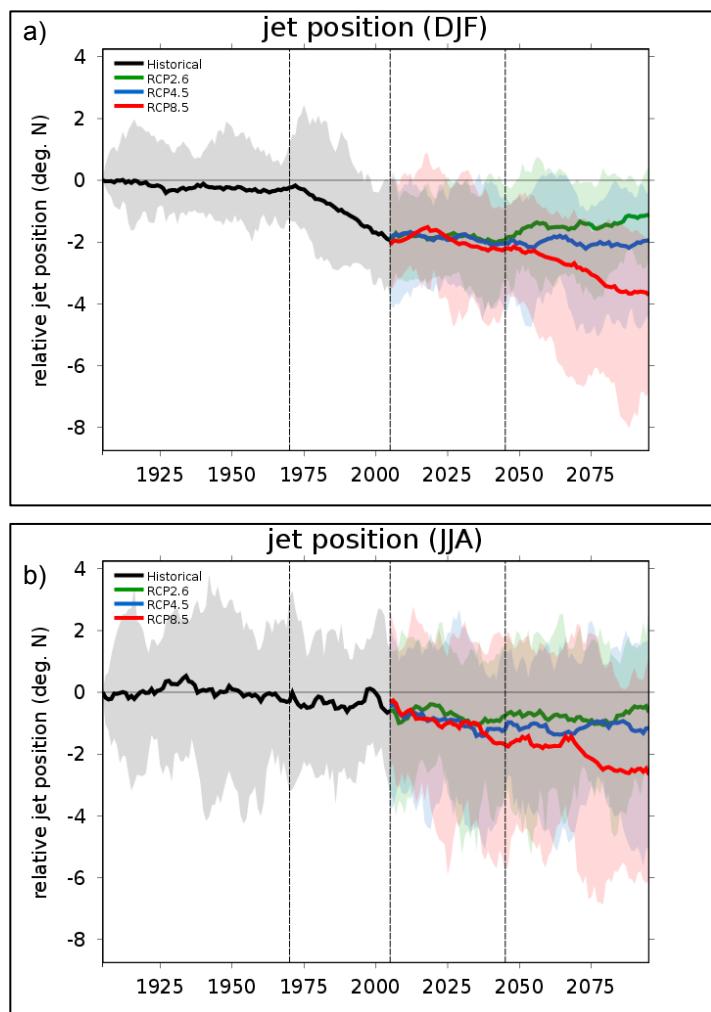 a)
jet position (DJF)
Historical
RCP2.6
RCP4.5
RCP8.5
relative jet position (deg. N)
4
2
0
-2
-4
-6
-8
1925 1950 1975 2000 2025 2050 2075
b)
jet position (JJA)
Historical
RCP2.6
RCP4.5
RCP8.5
relative jet position (deg. N)
4
2
0
-2
-4
-6
-8
1925 1950 1975 2000 2025 2050 2075